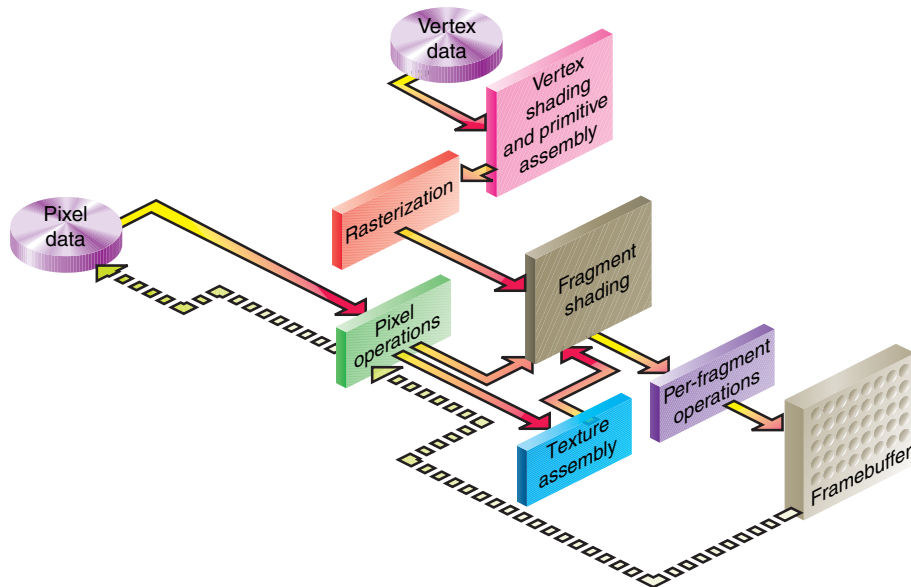 Vertex
data
Vertex
shading
and primitive
assembly
Rasterization
Pixel
data
Fragment
shading
Pixel
operations
Per-fragment
operations
Texture
assembly
Framebuffer